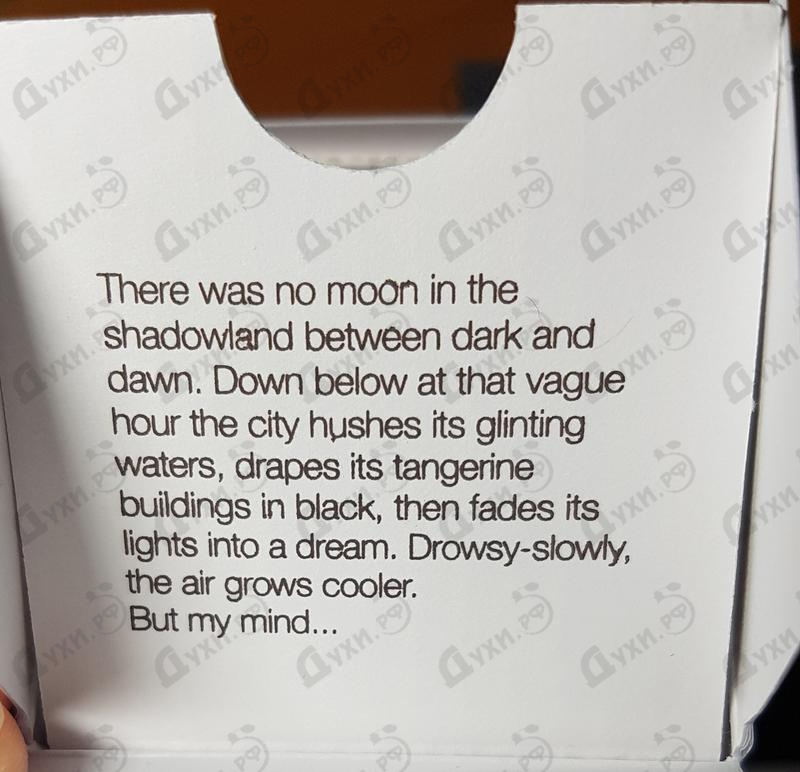 There was no moon in the
shadowland between dark and
dawn. Down below at that vague
hour the city hushes its glinting
waters, drapes its tangerine
buildings in black, then fades its
lights into a dream. Drowsy-slowly,
the air grows cooler.
But my mind...
Духи.рф